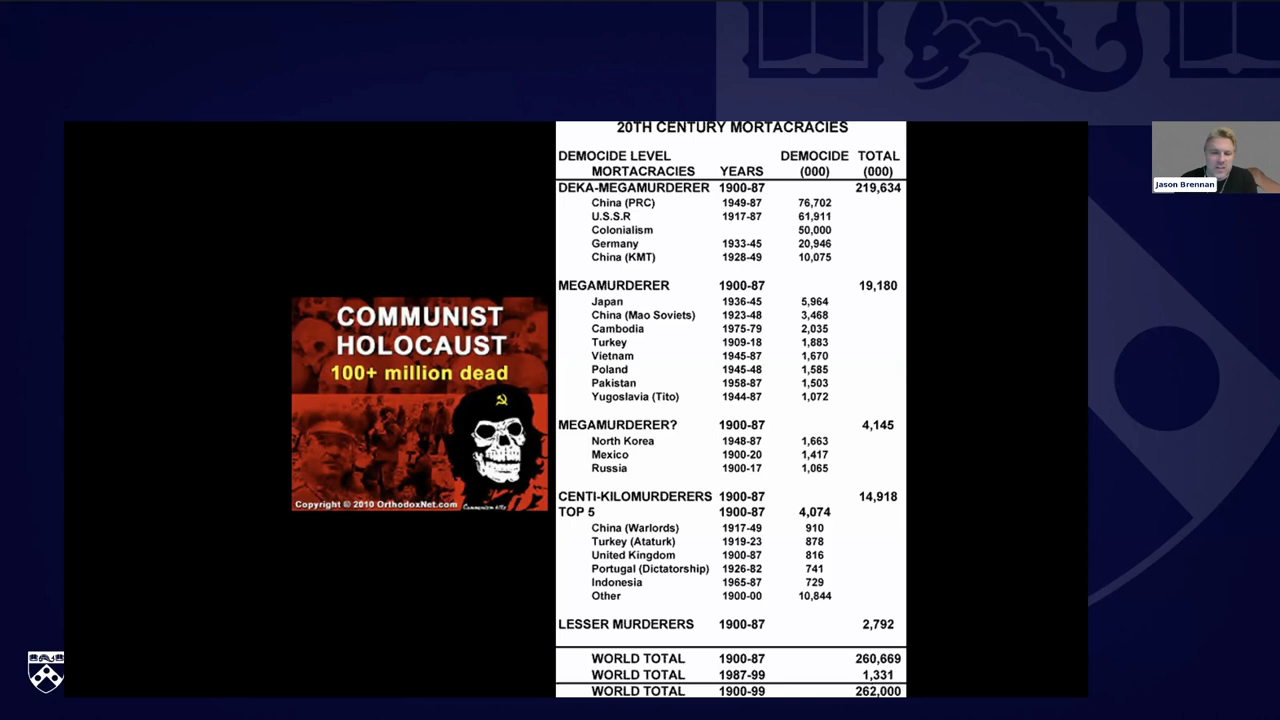 Jason Brennan
COMMUNIST
HOLOCAUST
100+ million dead
Copyright © 2010 OrthodoxNet.com
20TH CENTURY MORTACRACIES
DEMOCIDE LEVEL DEMOCIDE TOTAL
MORTACRACIES YEARS (000) (000)
DEKA-MEGAMURDERER 1900-87 219,634
China (PRC) 1949-87 76,702
U.S.S.R 1917-87 61,911
Colonialism 50,000
Germany 1933-45 20,946
China (KMT) 1928-49 10,075
MEGAMURDERER 1900-87 19,180
Japan 1936-45 5,964
China (Mao Soviets) 1923-48 3,468
Cambodia 1975-79 2,035
Turkey 1909-18 1,883
Vietnam 1945-87 1,670
Poland 1945-48 1,585
Pakistan 1958-87 1,503
Yugoslavia (Tito) 1944-87 1,072
MEGAMURDERER? 1900-87 4,145
North Korea 1948-87 1,663
Mexico 1900-20 1,417
Russia 1900-17 1,065
CENTI-KILOMURDERERS 1900-87 14,918
TOP 5 1900-87 4,074
China (Warlords) 1917-49 910
Turkey (Ataturk) 1919-23 878
United Kingdom 1900-87 816
Portugal (Dictatorship) 1926-82 741
Indonesia 1965-87 729
Other 1900-00 10,844
LESSER MURDERERS 1900-87 2,792
WORLD TOTAL 1900-87 260,669
WORLD TOTAL 1987-99 1,331
WORLD TOTAL 1900-99 262,000